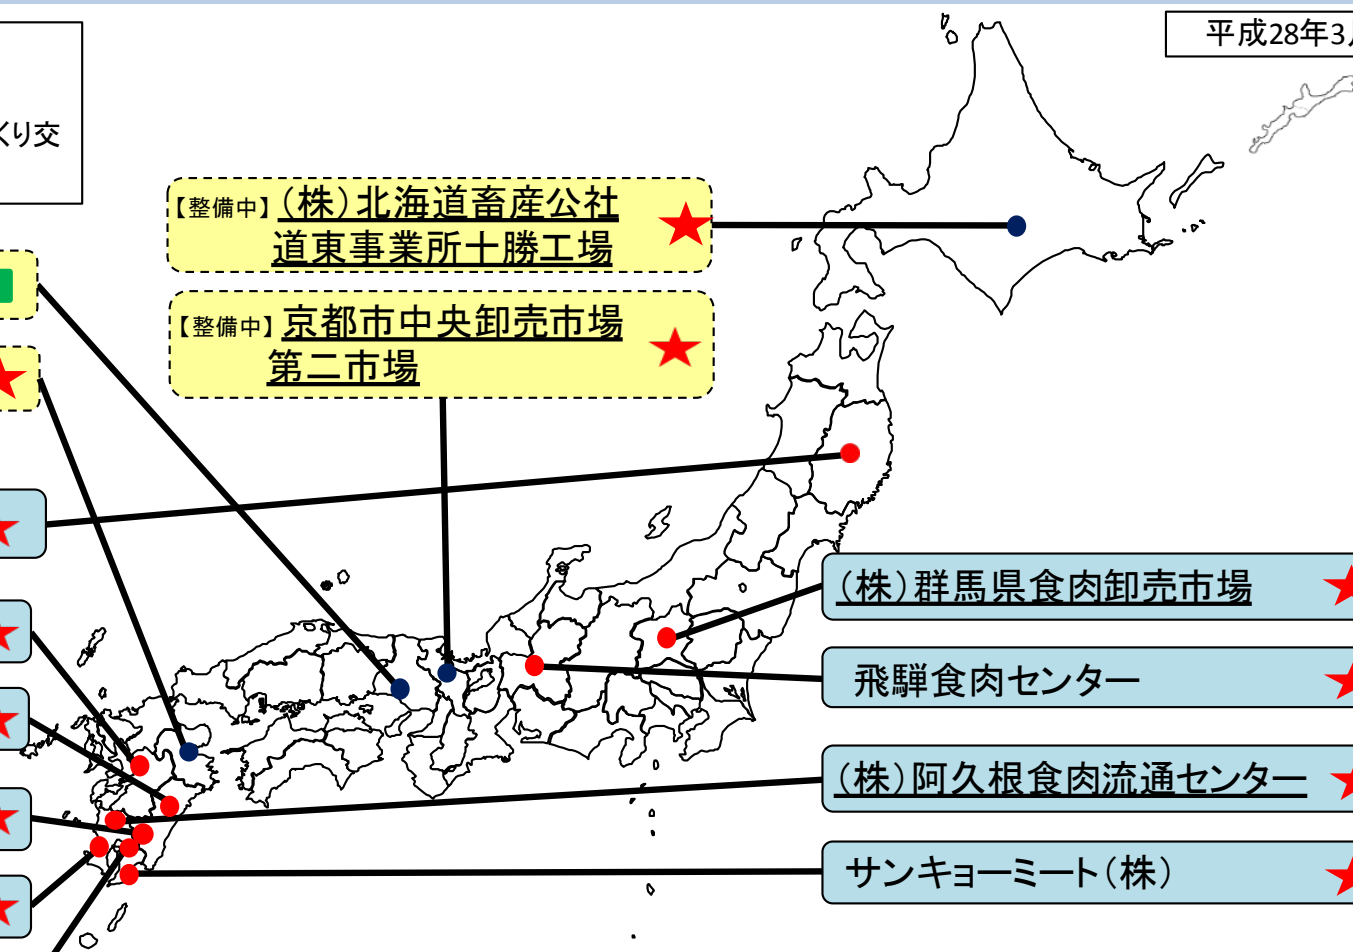 平成28年3月
くり交
【整備中】（株）北海道畜産公社
道東事業所十勝工場
【整備中】京都市中央卸売市場
第二市場
（株）群馬県食肉卸売市場
飛騨食肉センター
（株）阿久根食肉流通センター
サンキョーミート（株）